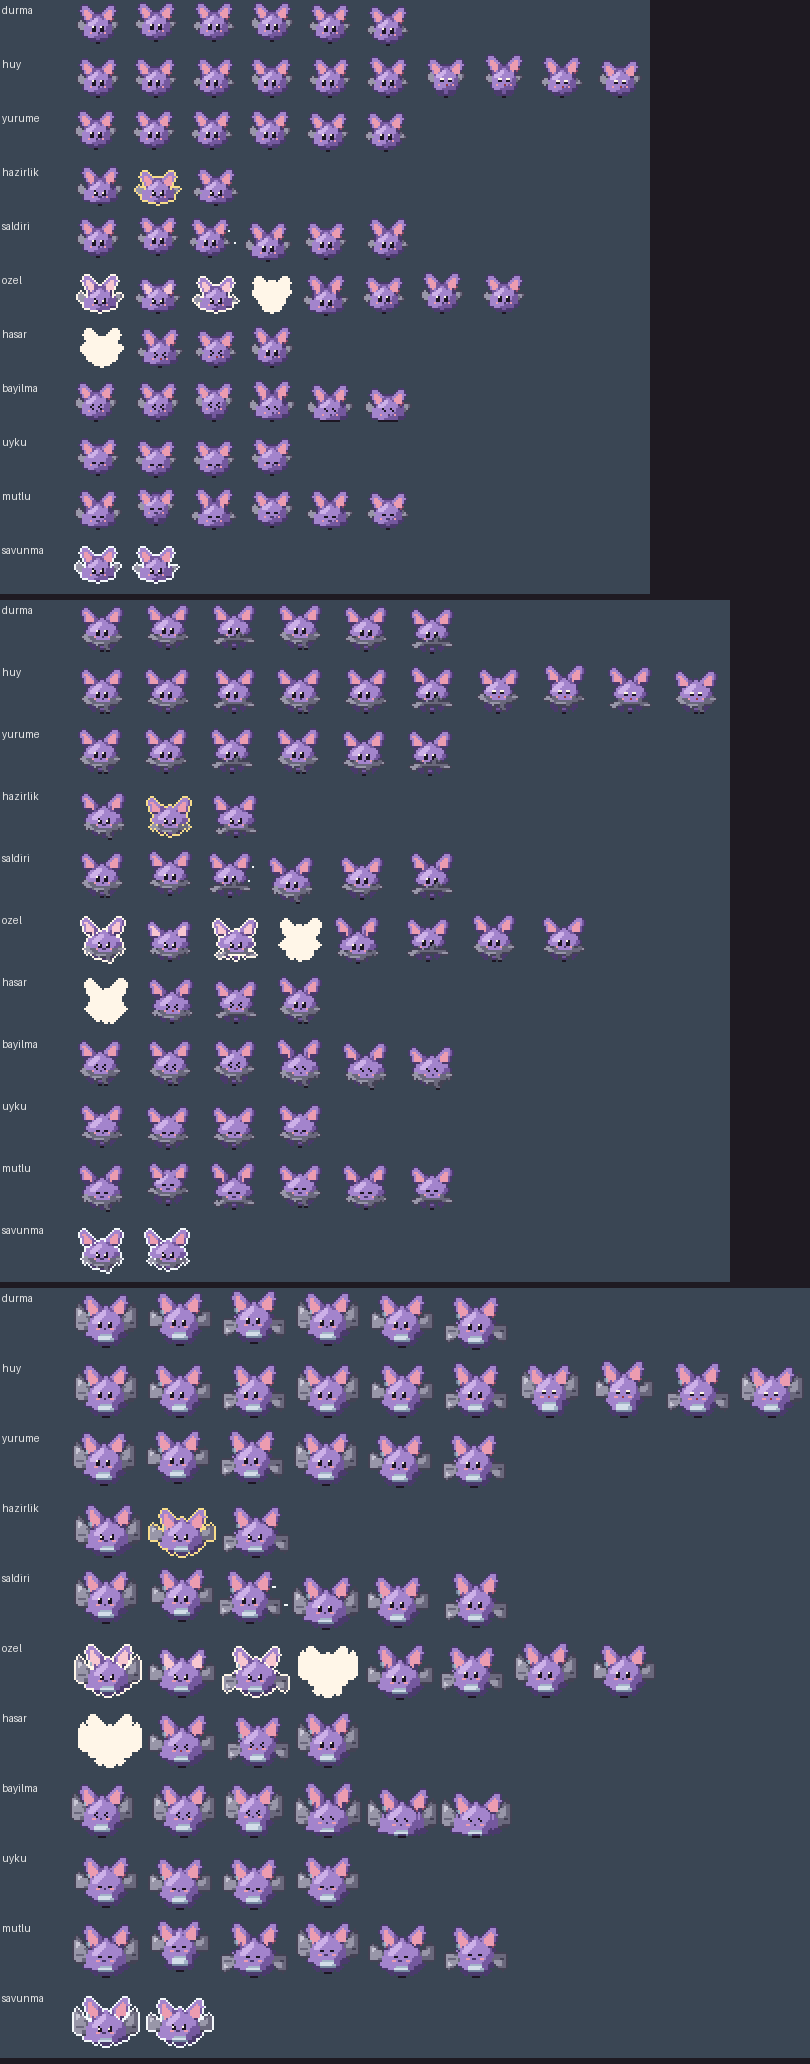 durma
huy
yurume
hazirlik
saldiri
ozel
hasar
bayilma
uyku
mutlu
savunma
durma
huy
yurume
hazirlik
saldiri
ozel
hasar
bayilma
uyku
mutlu
savunma
durma
huy
yurume
hazirlik
saldiri
ozel
hasar
bayilma
uyku
mutlu
savunma